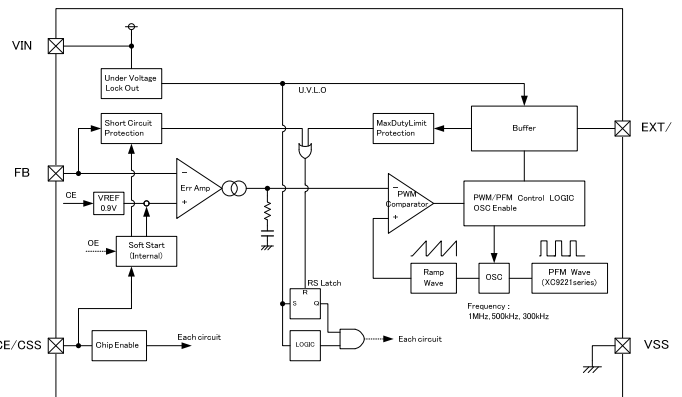 VIN
Under Voltage
Lock Out
U.V.L.O
Short Circuit
Protection
MaxDutyLimit
Protection
Buffer
EXT/
FB
-
Err Amp
+
CE
VREF
0.9V
-
PWM
Comparator
+
PWM/PFM Control LOGIC
OSC Enable
OE
Soft Start
(Internal)
Ramp
Wave
OSC
PFM Wave
(XC9221series)
RS Latch
R
S
Q
Frequency :
1MHz, 500kHz, 300kHz
CE/CSS
Chip Enable
Each circuit
LOGIC
Each circuit
VSS